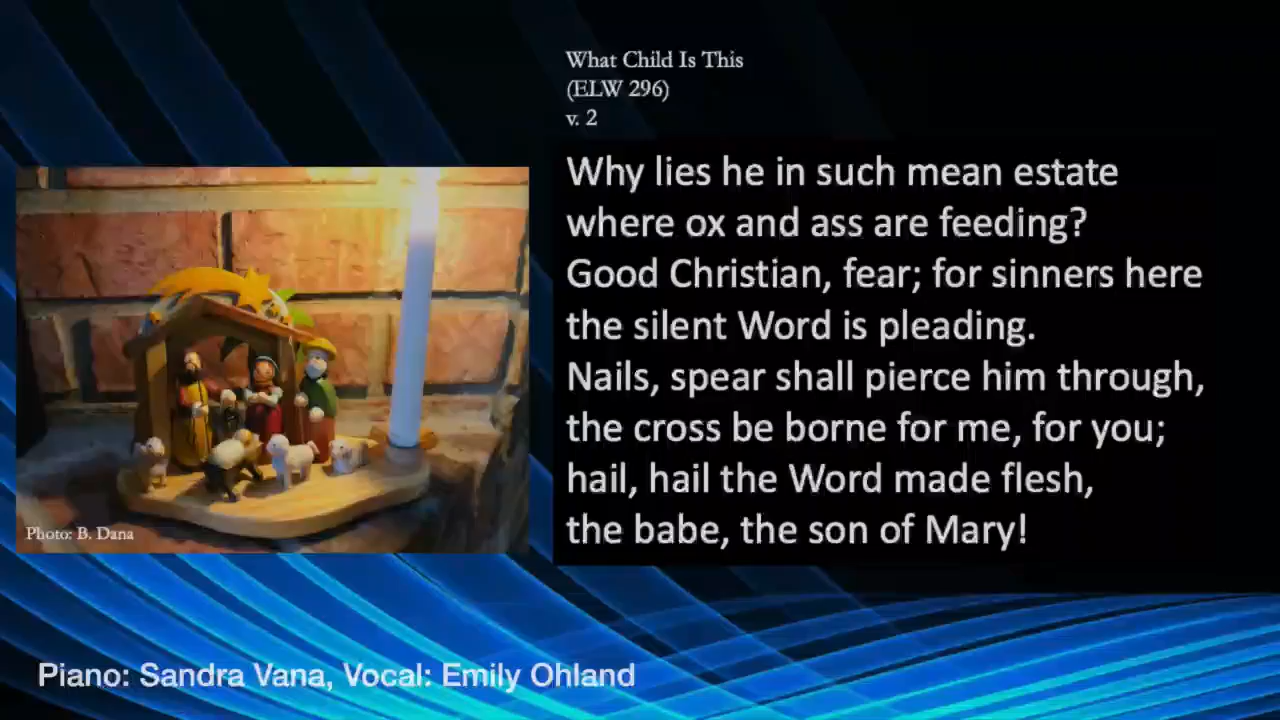 What Child Is This
(ELW 296)
v. 2
Why lies he in such mean estate
where ox and ass are feeding?
Good Christian, fear; for sinners here
the silent Word is pleading.
Nails, spear shall pierce him through,
the cross be borne for me, for you;
hail, hail the Word made flesh,
the babe, the son of Mary!
Photo: B. Dana
Piano: Sandra Vana, Vocal: Emily Ohland